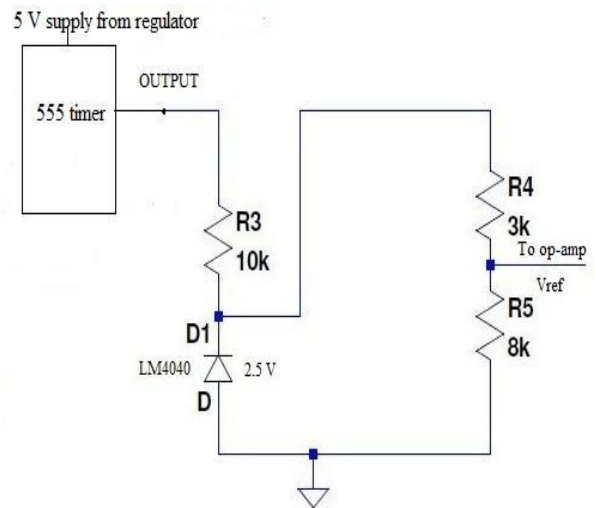 5 V supply from regulator
OUTPUT
555 timer
R3
10k
R4
3k
To op-amp
Vref
R5
8k
D1
LM4040
2.5 V
D